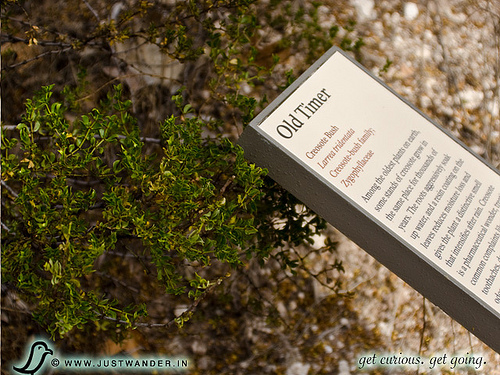 Old Timer
Creosote Bush
Larrea tridentata
Creosote-bush family;
Zygophyllaceae
Among the oldest plants on earth,
some stands of creosote grow in
the same place for thousands of
years. The roots aggressively soak
up water, and a resin coating on the
leaves reduces moisture loss and
gives the plant a distinctive smell
that intensifies after rain. Creosote
is a pharmaceutical
common
toothaches,
© WWW.JUSTWANDER.IN
get curious. get going.